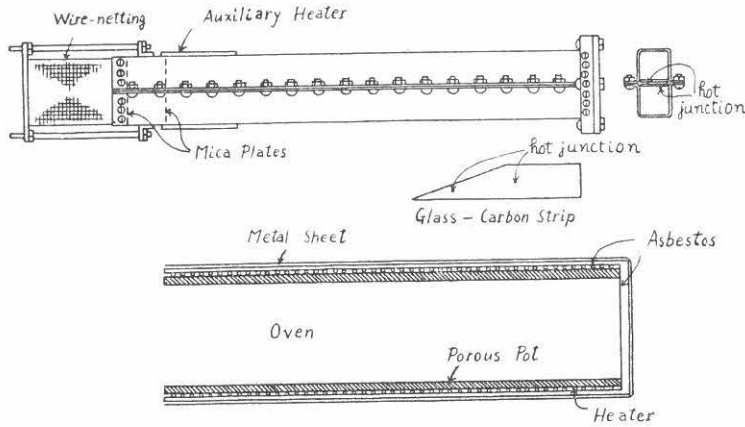 Wire-netting
Auxiliary Heater
hot
junction
Mica Plates
hot junction
Glass - Carbon Strip
Metal Sheet
Asbestos
Oven
Porous Pot
Heater